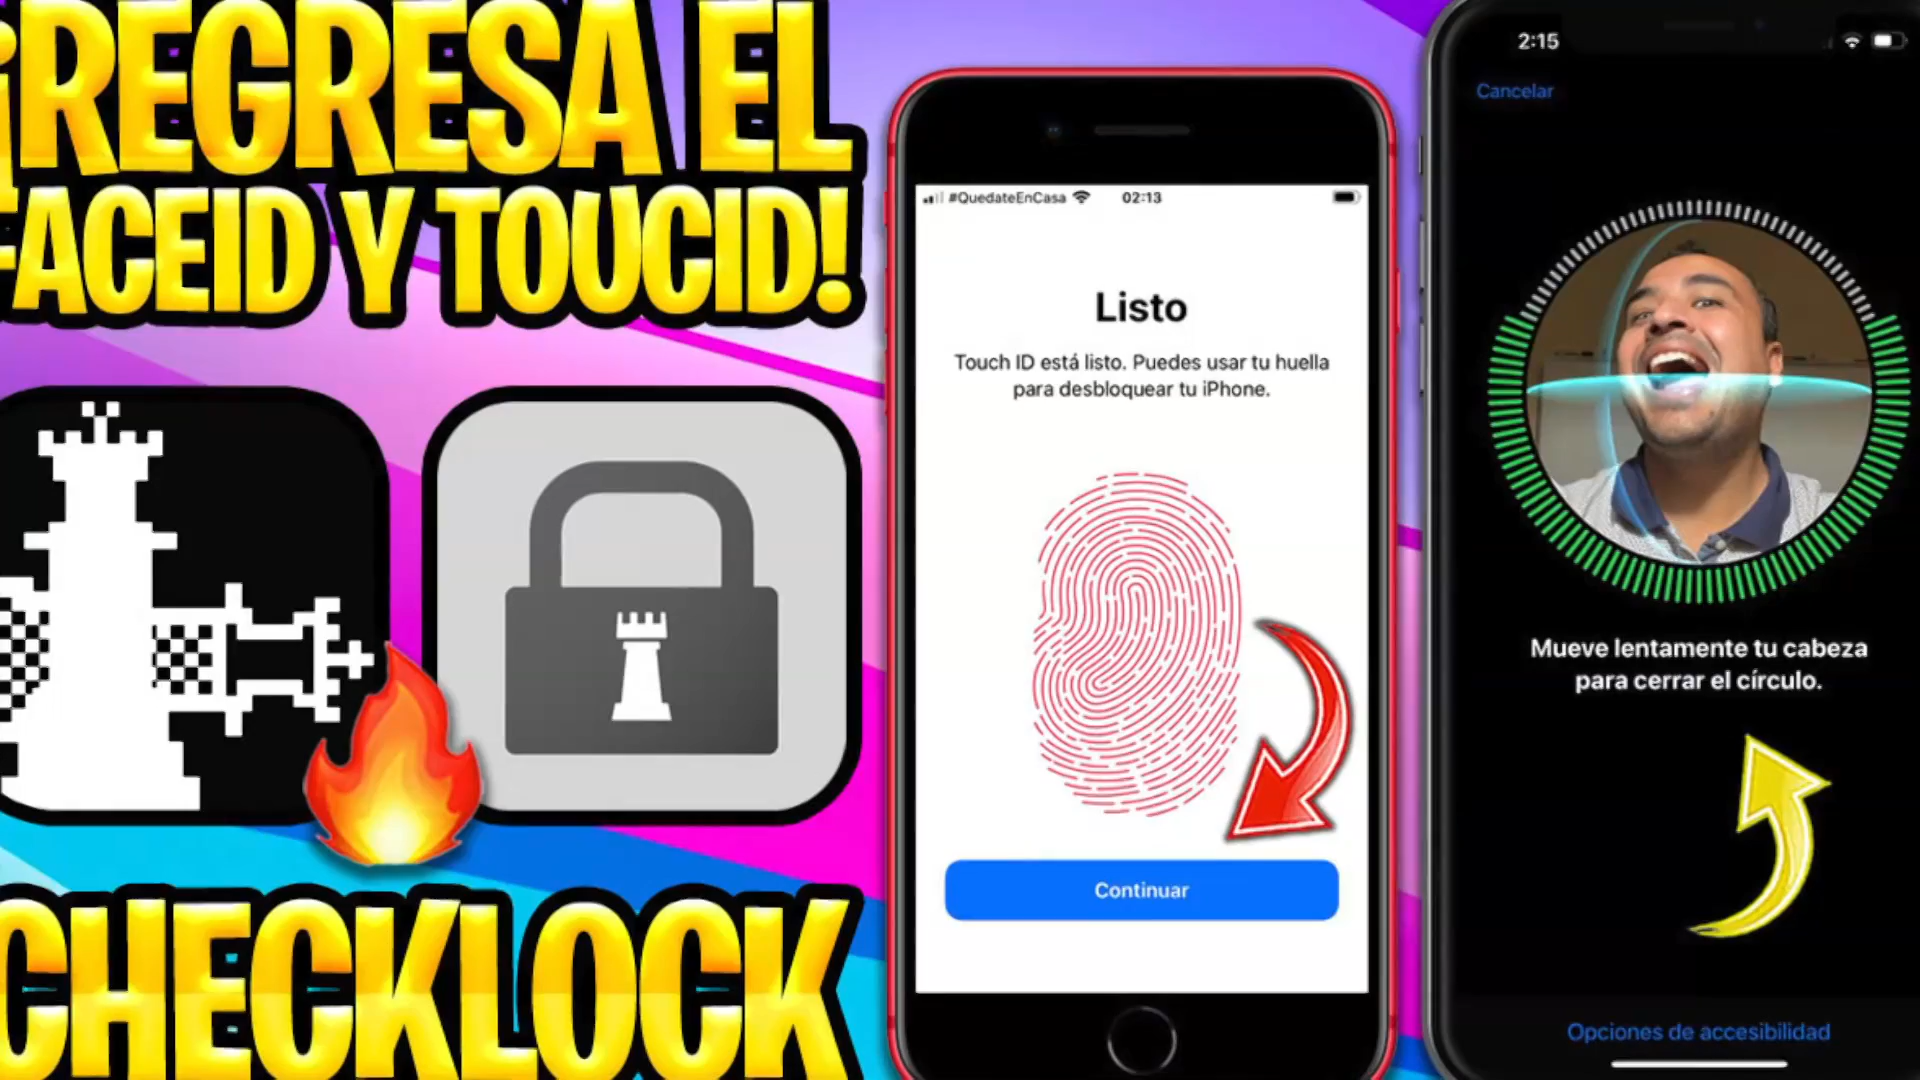 ¡REGRESA EL
FACEID Y TOUCID!
CHECKLOCK
#QuedateEnCasa 02:13
Listo
Touch ID está listo. Puedes usar tu huella
para desbloquear tu iPhone.
Continuar
2:15
Cancelar
Mueve lentamente tu cabeza
para cerrar el círculo.
Opciones de accesibilidad